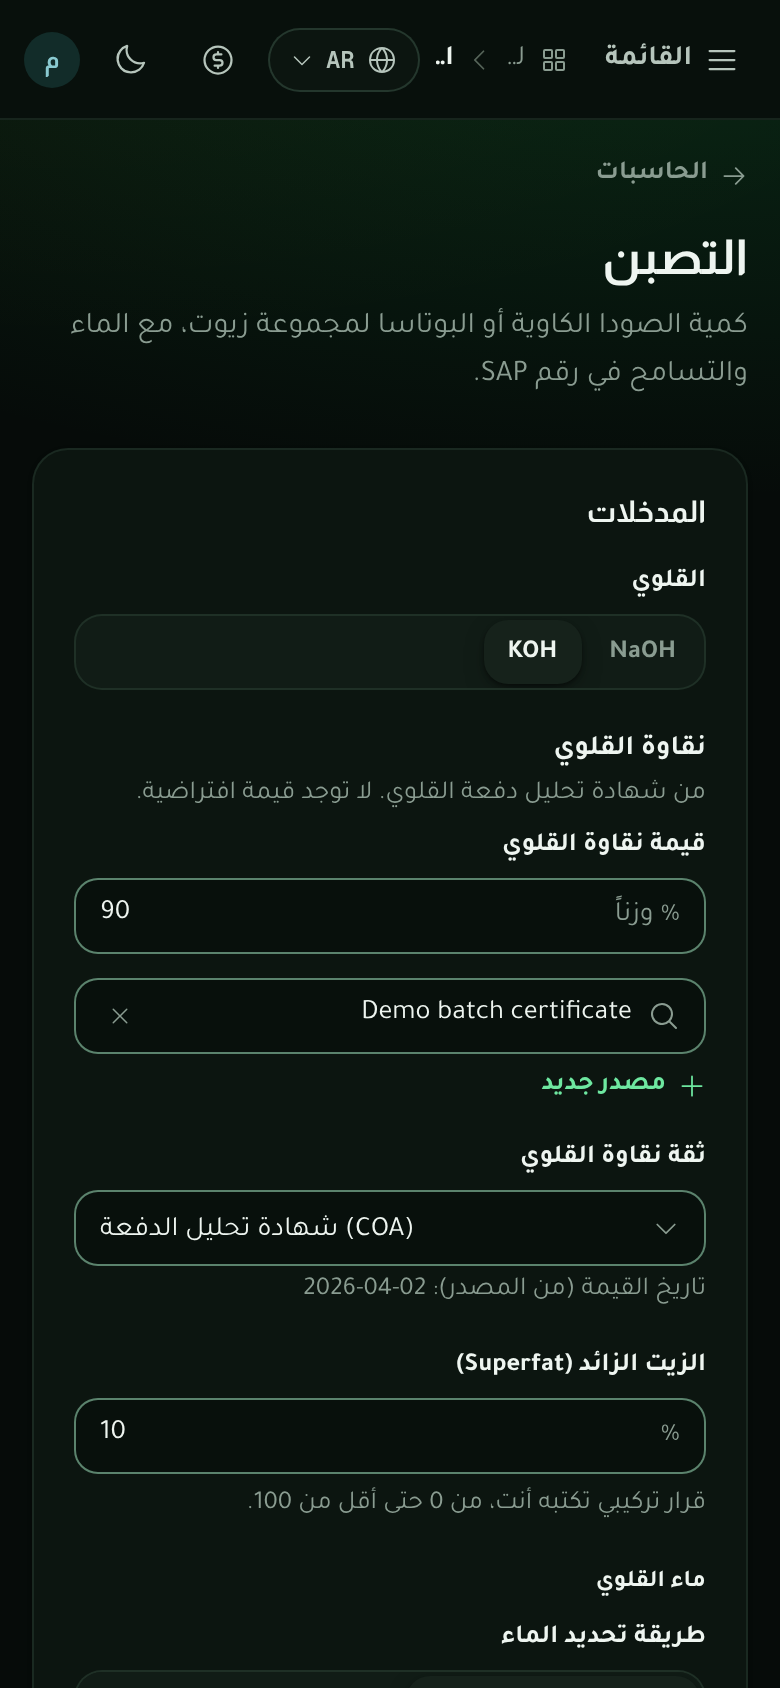 القائمة
لـ..
ا..
AR
م
الحاسبات
التصبن
كمية الصودا الكاوية أو البوتاسا لمجموعة زيوت، مع الماء
والتسامح في رقم SAP.
المدخلات
القلوي
NaOH KOH
نقاوة القلوي
من شهادة تحليل دفعة القلوي. لا توجد قيمة افتراضية.
قيمة نقاوة القلوي
% وزناً 90
Demo batch certificate
مصدر جديد
ثقة نقاوة القلوي
شهادة تحليل الدفعة (COA)
تاريخ القيمة (من المصدر): 2026-04-02
الزيت الزائد (Superfat)
% 10
قرار تركيبي تكتبه أنت، من 0 حتى أقل من 100.
ماء القلوي
طريقة تحديد الماء